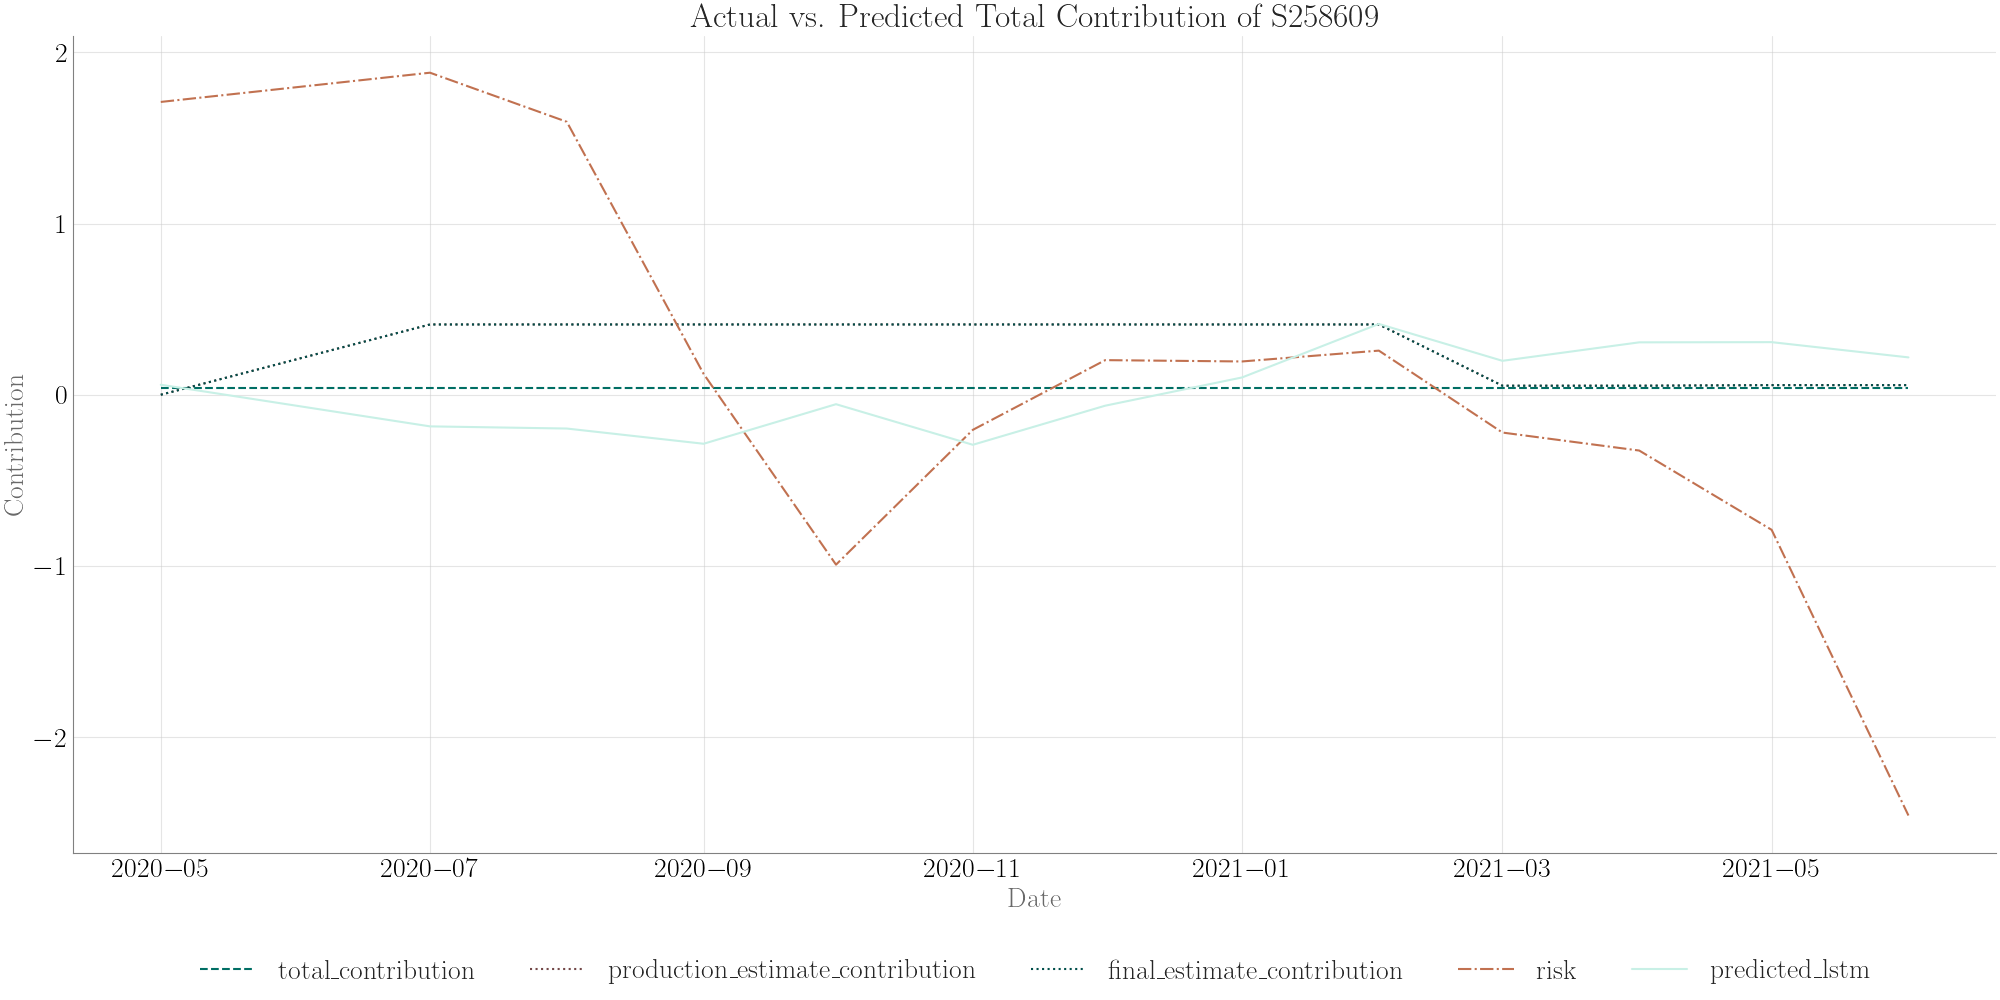 Actual vs. Predicted Total Contribution of S258609
2
1
0
−1
−2
Contribution
2020−05 2020−07 2020−09 2020−11 2021−01 2021−03 2021−05
Date
total_contribution production_estimate_contribution final_estimate_contribution risk predicted_lstm